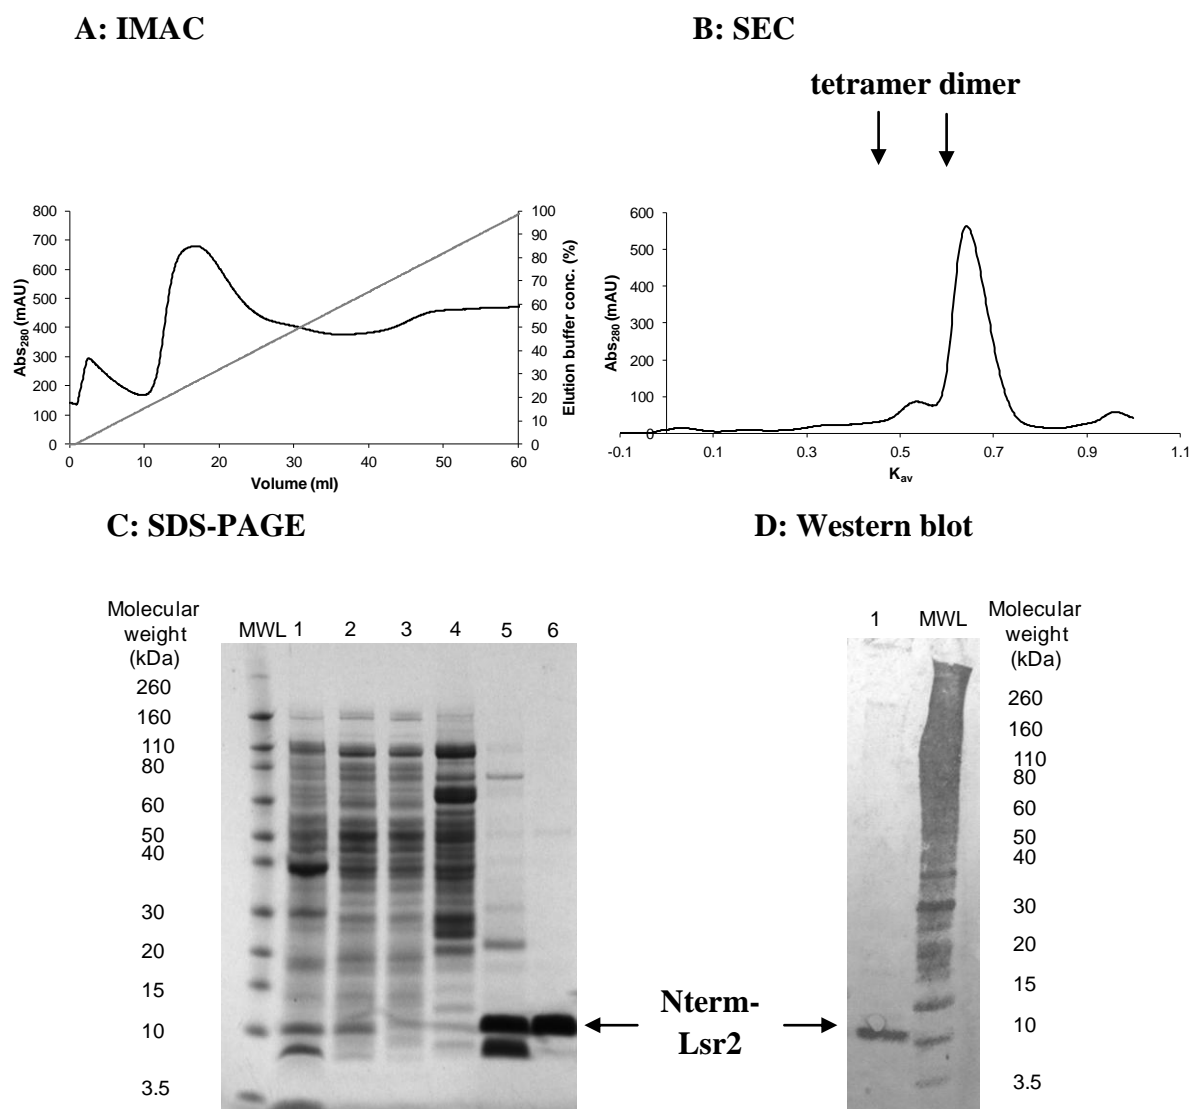 A: IMAC
B: SEC
tetramer dimer
800
700
600
500
400
300
200
100
0
Abs280 (mAU)
100
90
80
70
60
50
40
30
20
10
0
Elution buffer conc. (%)
0 10 20 30 40 50 60
Volume (ml)
600
500
400
300
200
100
0
Abs280 (mAU)
-0.1 0.1 0.3 0.5 0.7 0.9 1.1
Kav
C: SDS-PAGE
D: Western blot
Molecular
weight
(kDa)
MWL 1 2 3 4 5 6
260
160
110
80
60
50
40
30
20
15
10
3.5
Nterm-
Lsr2
1 MWL
Molecular
weight
(kDa)
260
160
110
80
60
50
40
30
20
15
10
3.5